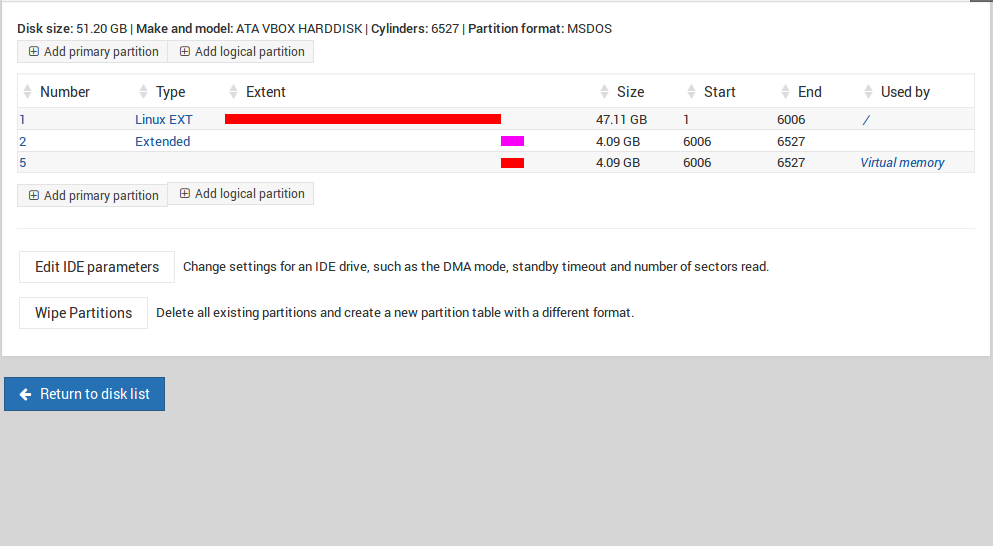 Disk size: 51.20 GB | Make and model: ATA VBOX HARDDISK | Cylinders: 6527 | Partition format: MSDOS
Add primary partition Add logical partition
Number Type Extent Size Start End Used by
1 Linux EXT 47.11 GB 1 6006 /
2 Extended 4.09 GB 6006 6527
5 4.09 GB 6006 6527 Virtual memory
Add primary partition Add logical partition
Edit IDE parameters Change settings for an IDE drive, such as the DMA mode, standby timeout and number of sectors read.
Wipe Partitions Delete all existing partitions and create a new partition table with a different format.
Return to disk list